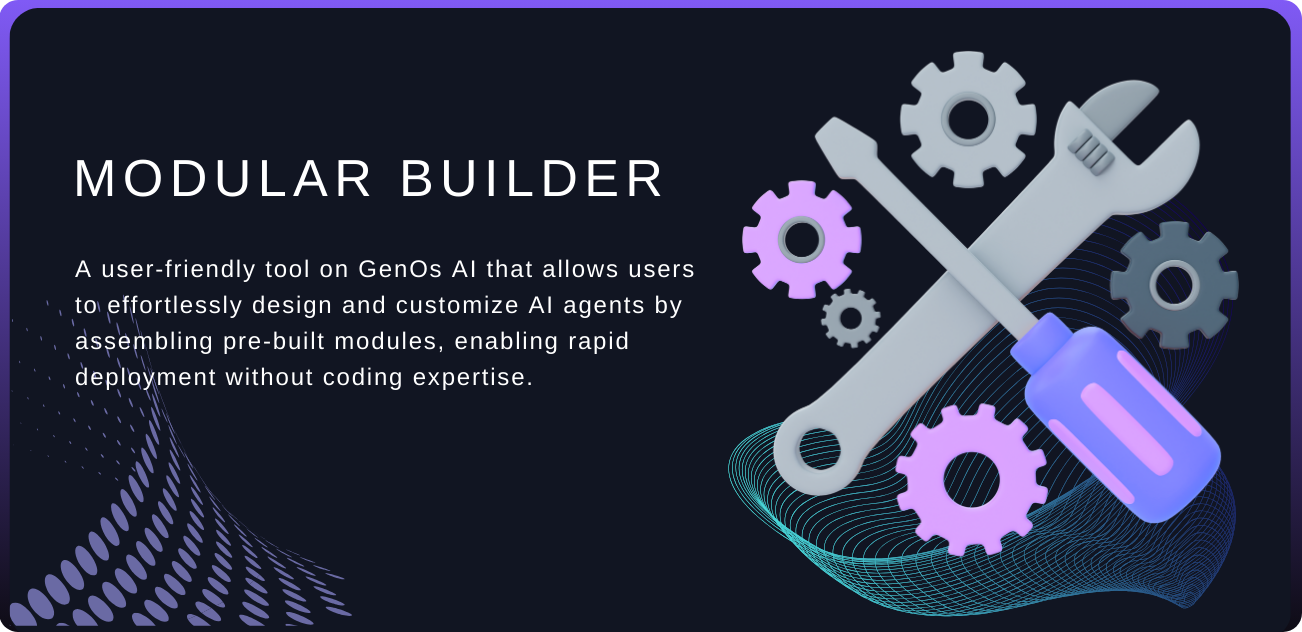 MODULAR BUILDER
A user-friendly tool on GenOs AI that allows users
to effortlessly design and customize AI agents by
assembling pre-built modules, enabling rapid
deployment without coding expertise.